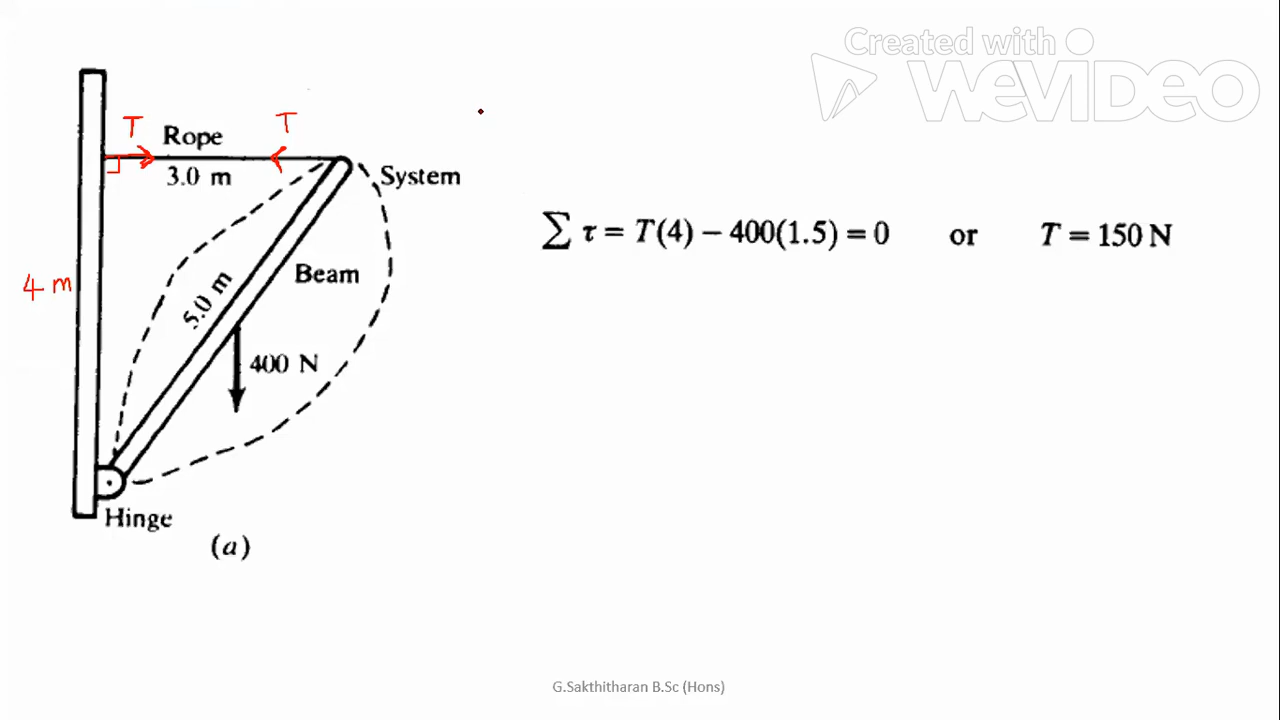 Created with
WEVIDEO
T
T
Rope
3.0 m
System
∑ τ = T(4) − 400(1.5) = 0 or T = 150 N
4 m
5.0 m
Beam
400 N
Hinge
(a)
G.Sakthitharan B.Sc (Hons)